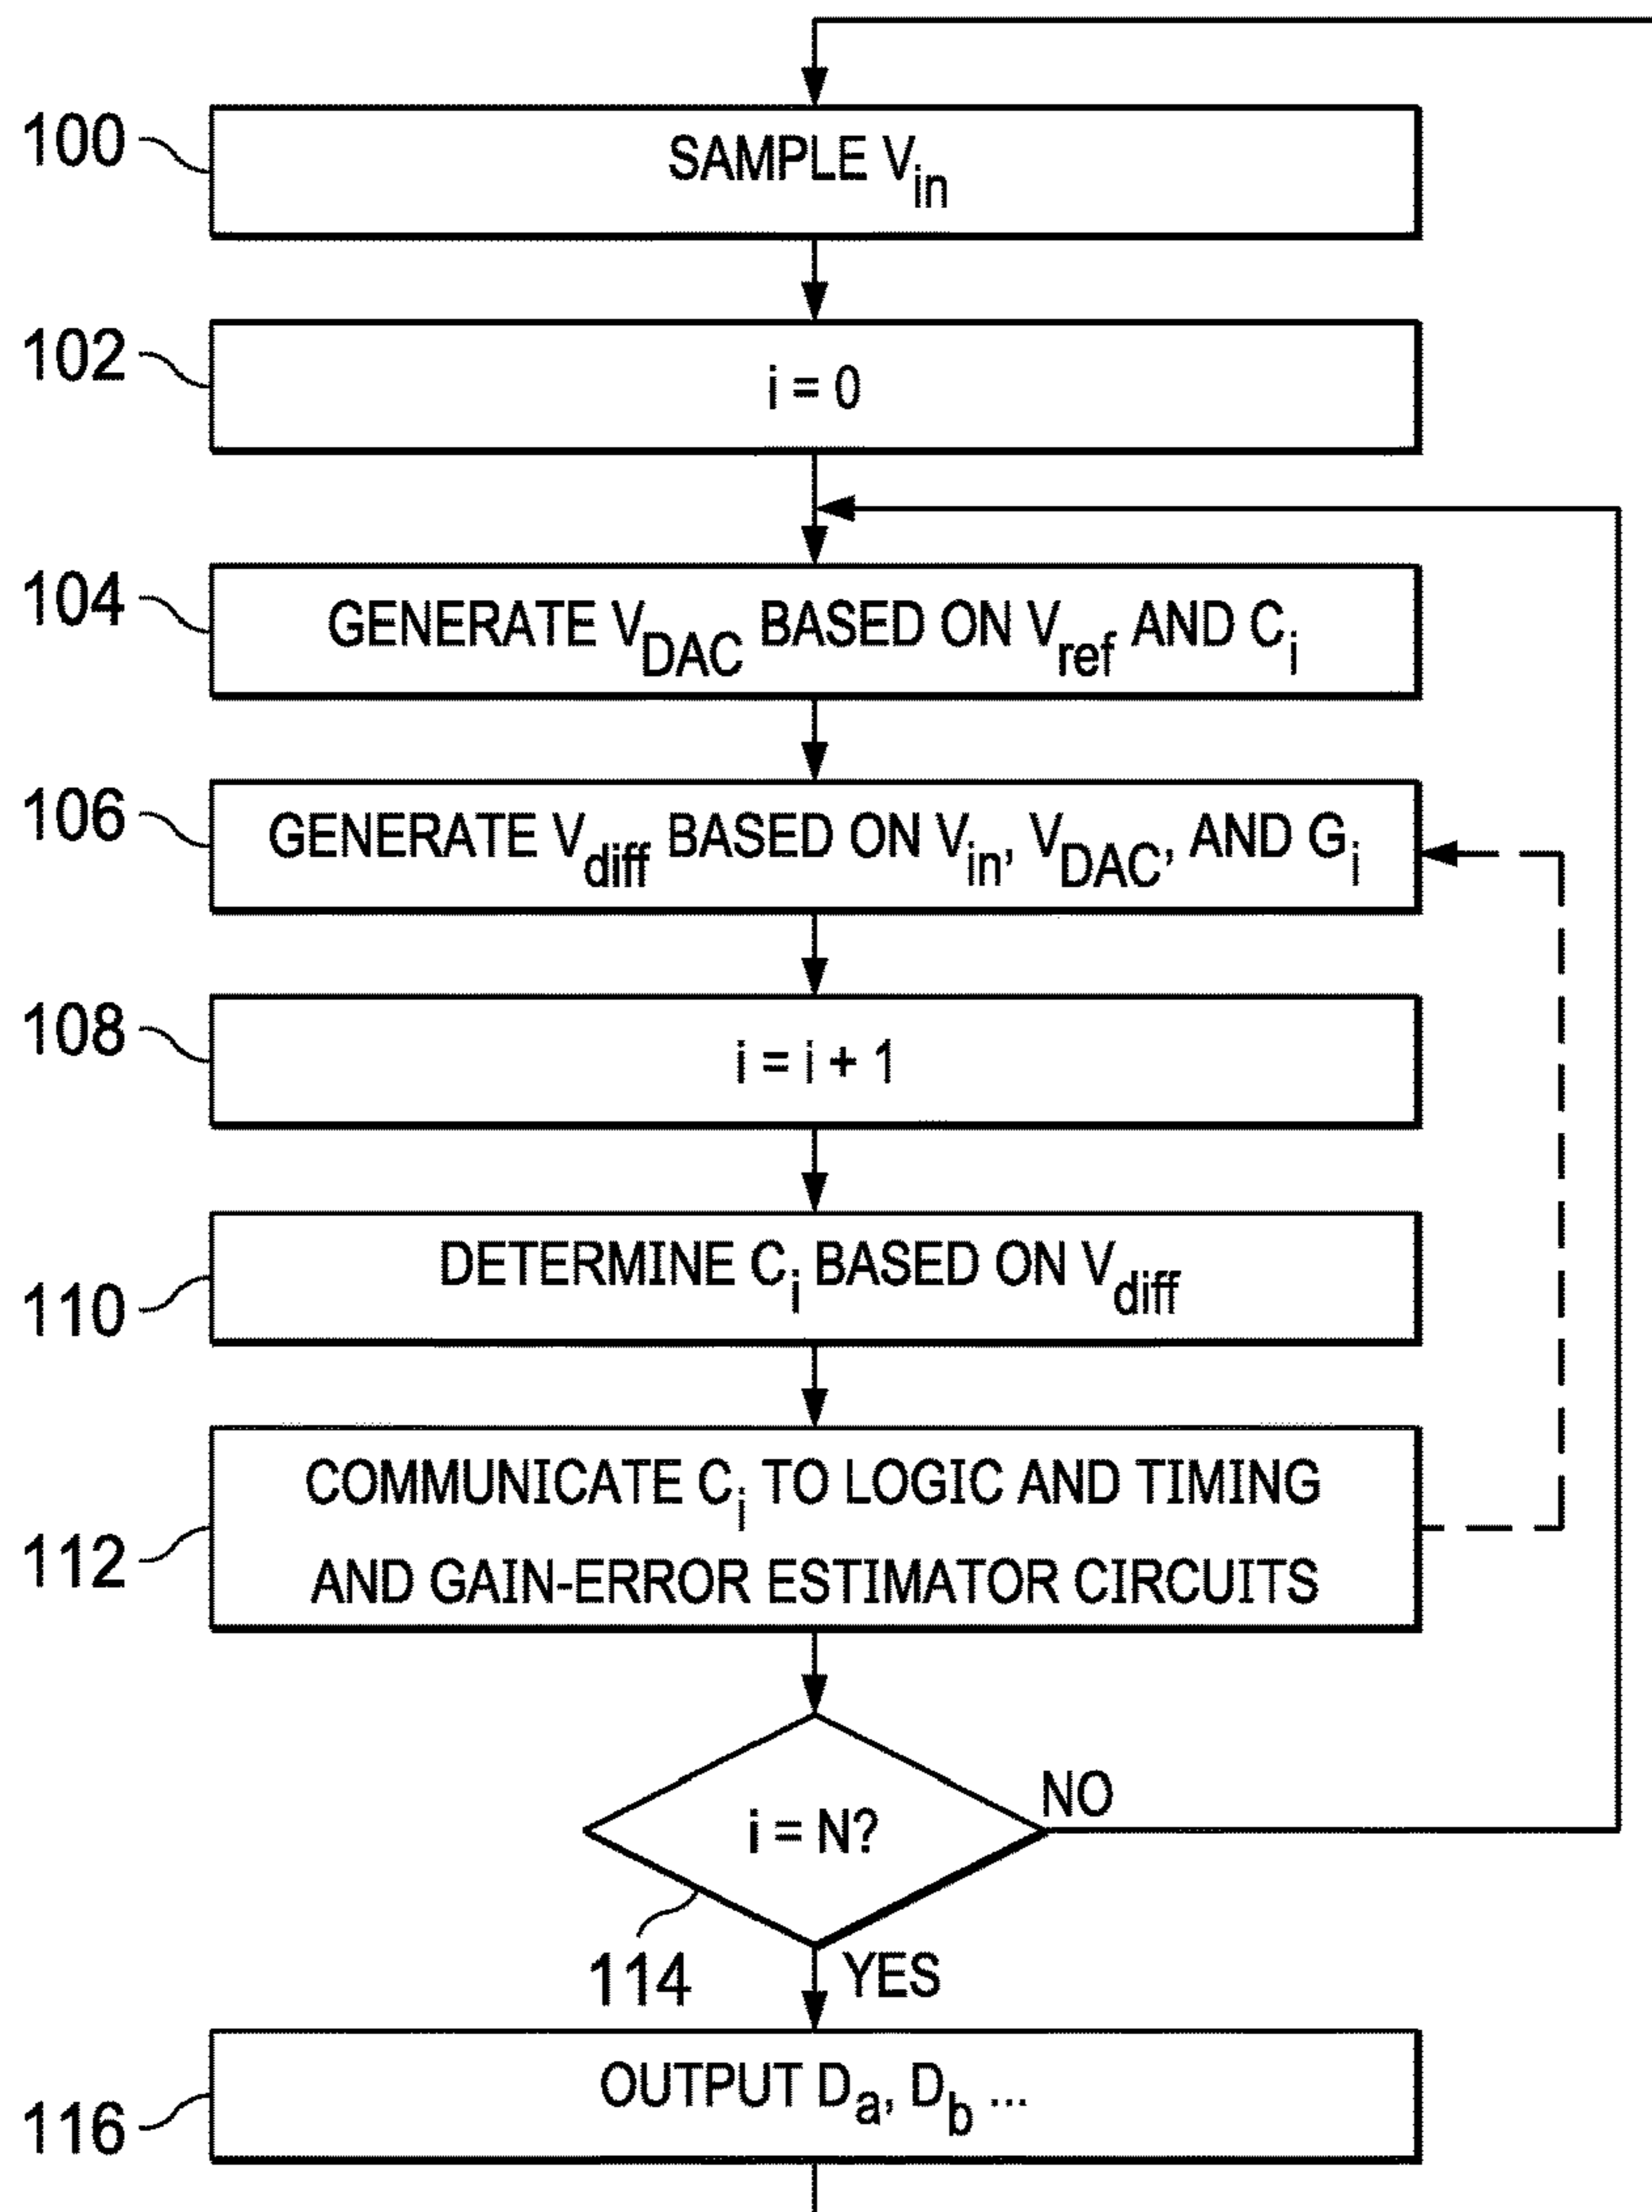 100
SAMPLE Vin
102
i = 0
104
GENERATE VDAC BASED ON Vref AND Ci
106
GENERATE Vdiff BASED ON Vin, VDAC, AND Gi
108
i = i + 1
110
DETERMINE Ci BASED ON Vdiff
112
COMMUNICATE Ci TO LOGIC AND TIMING
AND GAIN-ERROR ESTIMATOR CIRCUITS
i = N?
NO
114
YES
116
OUTPUT Da, Db ...